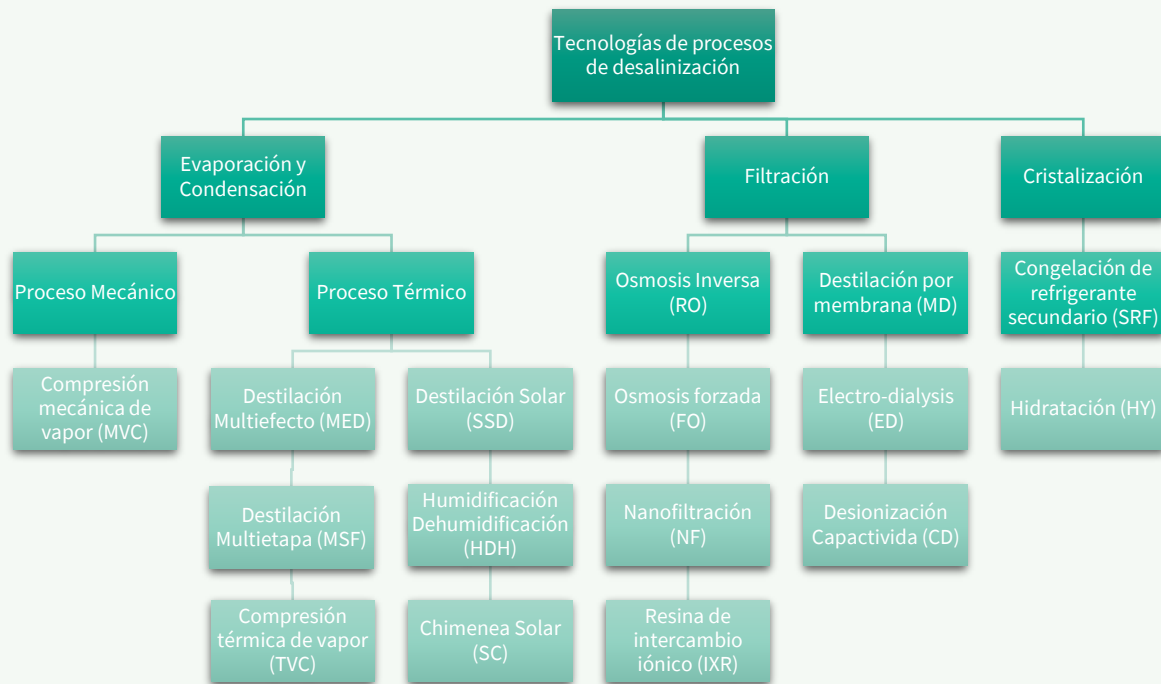 Tecnologías de procesos
de desalinización
Evaporación y
Condensación
Filtración
Cristalización
Proceso Mecánico
Proceso Térmico
Osmosis Inversa
(RO)
Destilación por
membrana (MD)
Congelación de
refrigerante
secundario (SRF)
Compresión
mecánica de
vapor (MVC)
Destilación
Multiefecto (MED)
Destilación Solar
(SSD)
Osmosis forzada
(FO)
Electro-dialysis
(ED)
Hidratación (HY)
Destilación
Multietapa (MSF)
Humidificación
Dehumidificación
(HDH)
Nanofiltración
(NF)
Desionización
Capactivida (CD)
Compresión
térmica de vapor
(TVC)
Chimenea Solar
(SC)
Resina de
intercambio
iónico (IXR)